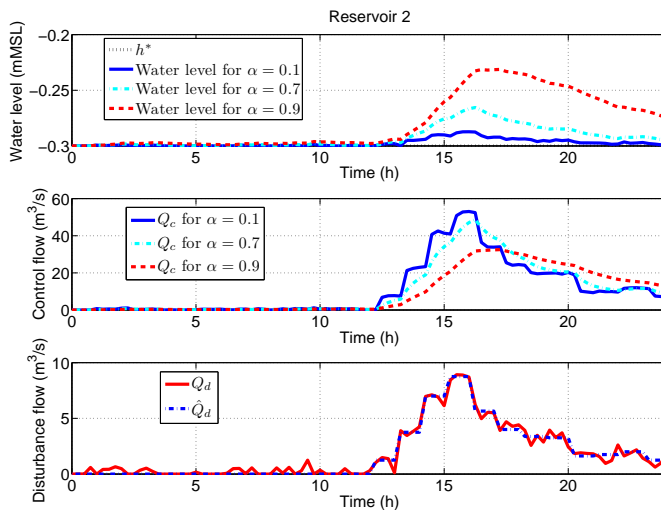 Reservoir 2
Water level (mMSL)
−0.2
−0.25
−0.3
h*
Water level for α = 0.1
Water level for α = 0.7
Water level for α = 0.9
0 5 10 15 20
Time (h)
Control flow (m³/s)
60
40
20
0
Q_c for α = 0.1
Q_c for α = 0.7
Q_c for α = 0.9
0 5 10 15 20
Time (h)
Disturbance flow (m³/s)
10
5
0
Q_d
Q̂_d
0 5 10 15 20
Time (h)